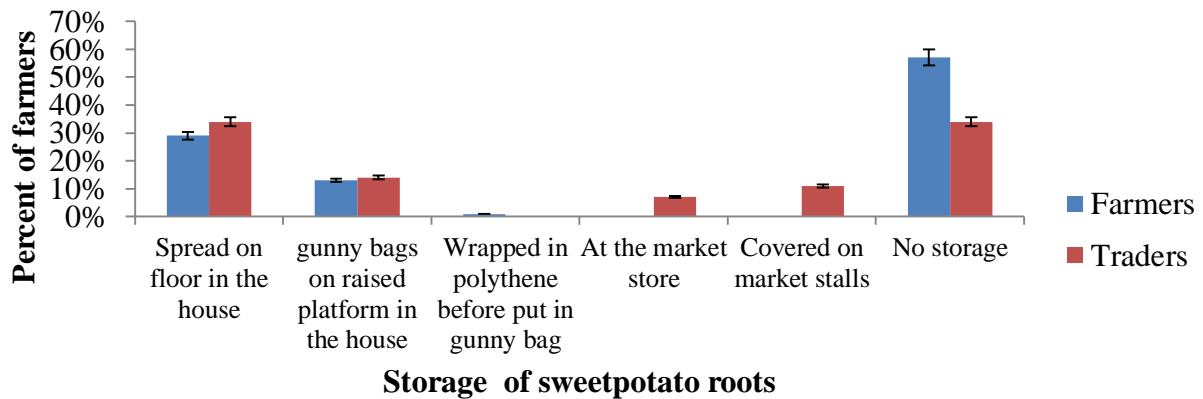 Percent of farmers
70%
60%
50%
40%
30%
20%
10%
0%
Spread on
floor in the
house
gunny bags
on raised
platform in
the house
Wrapped in
polythene
before put in
gunny bag
At the market
store
Covered on
market stalls
No storage
Farmers
Traders
Storage of sweetpotato roots